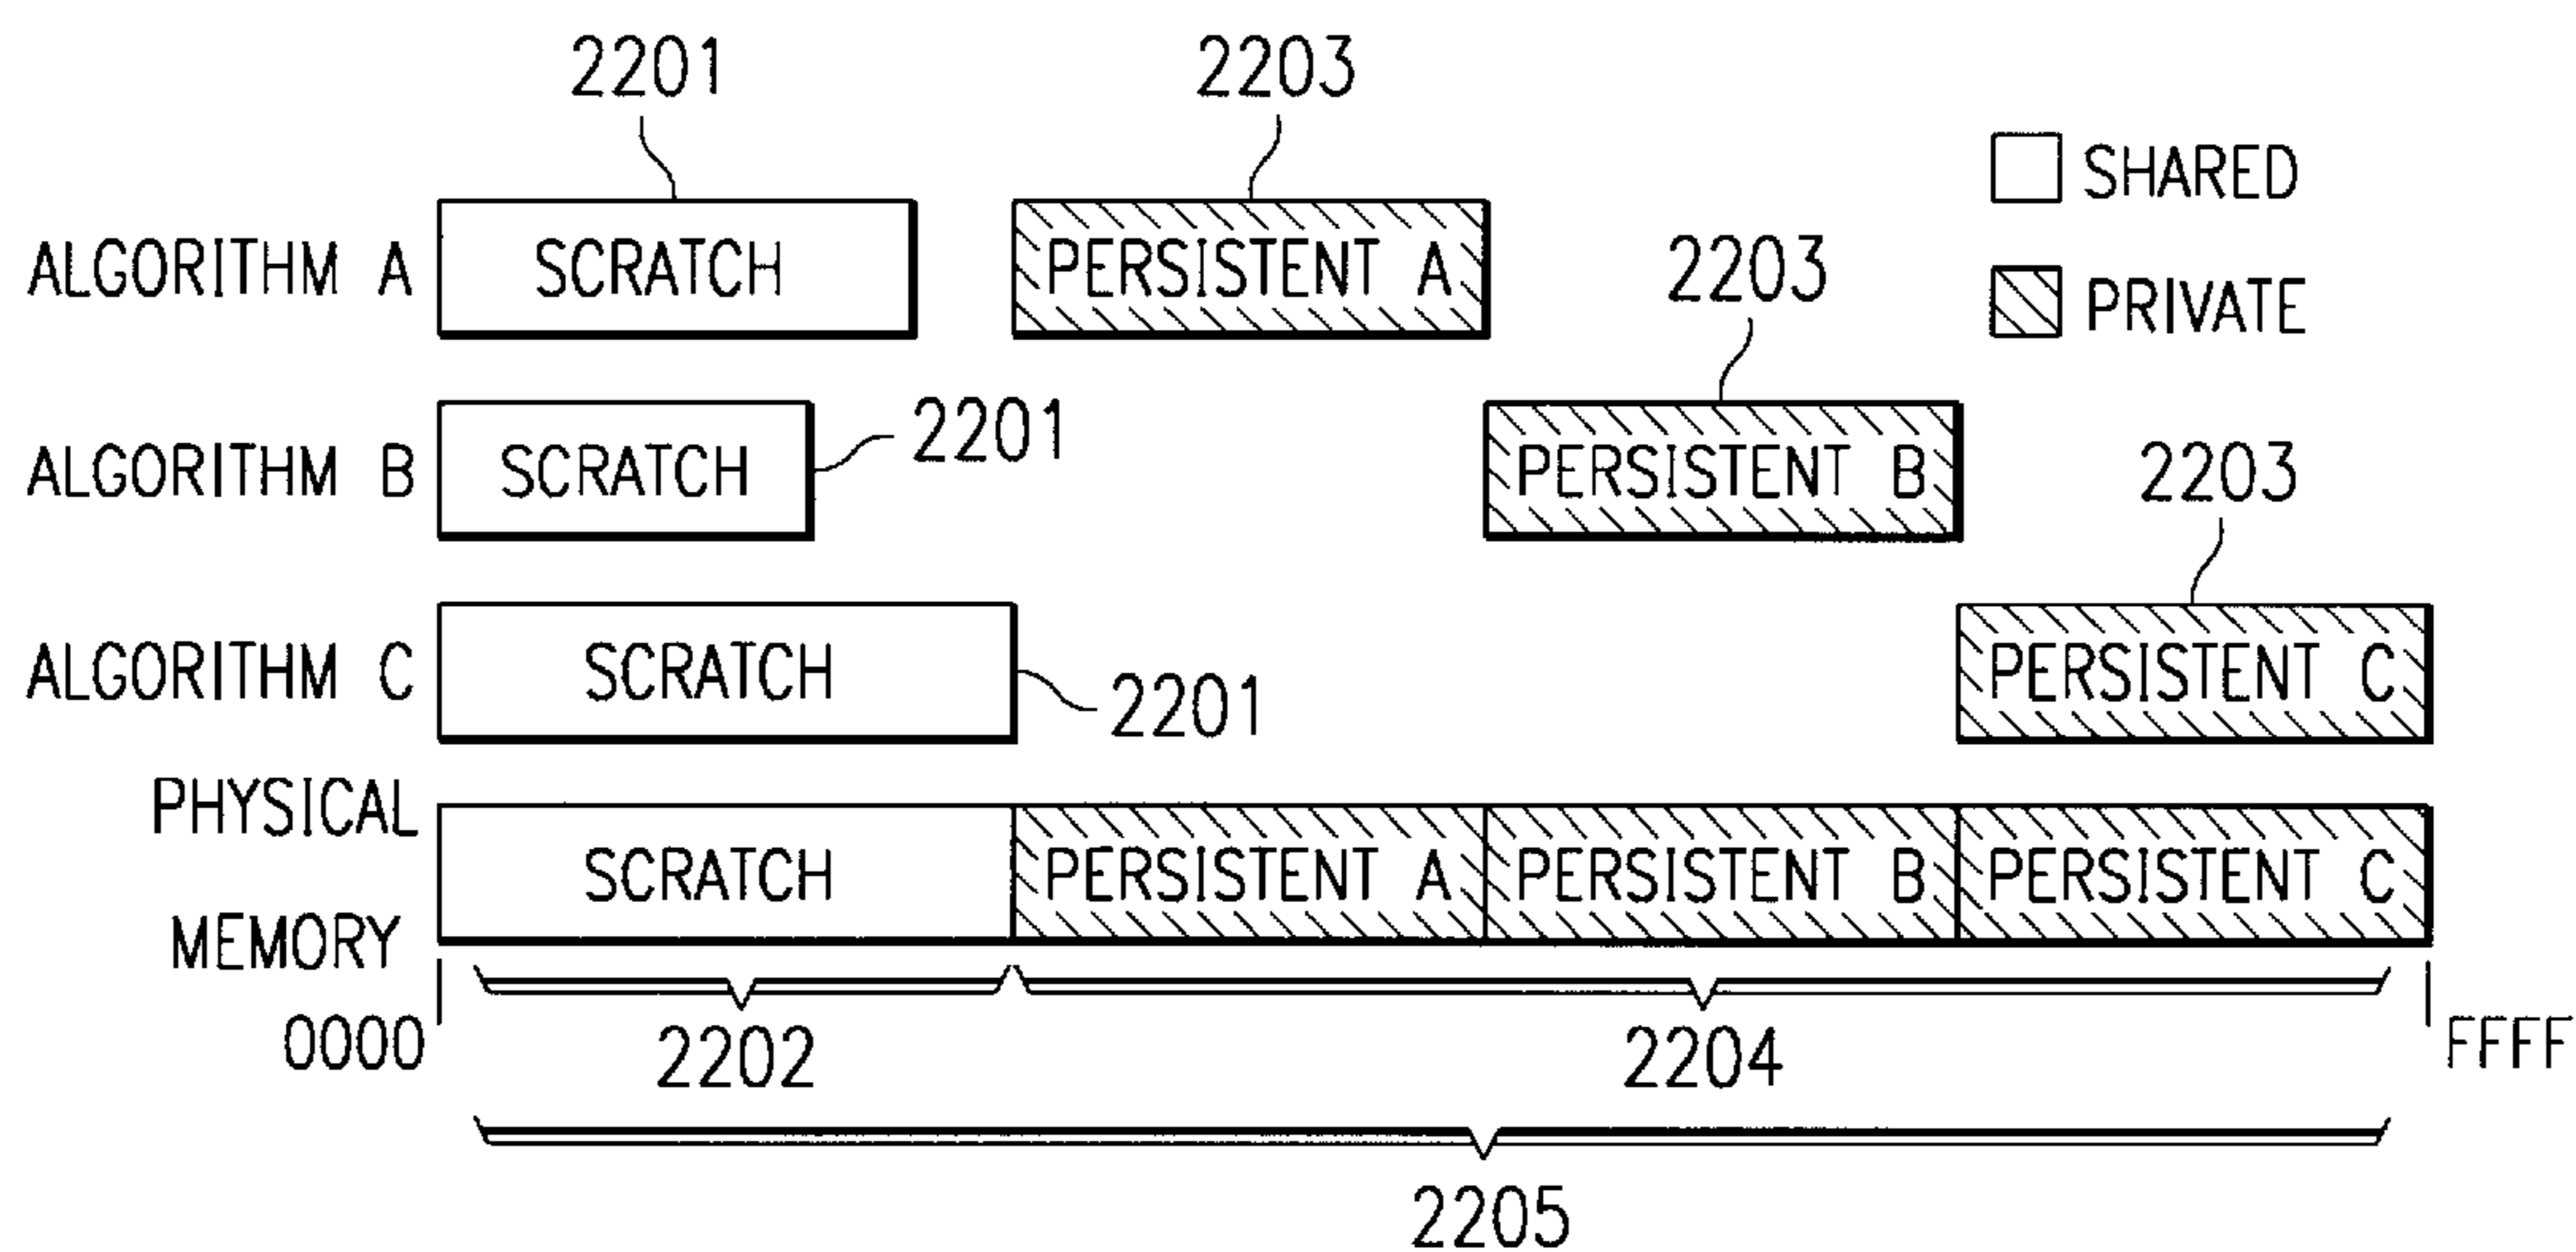 2201 2203
SHARED
ALGORITHM A SCRATCH PERSISTENT A 2203 PRIVATE
ALGORITHM B SCRATCH 2201 PERSISTENT B 2203
ALGORITHM C SCRATCH 2201 PERSISTENT C
PHYSICAL
SCRATCH PERSISTENT A PERSISTENT B PERSISTENT C
MEMORY
0000 2202 2204 FFFF
2205